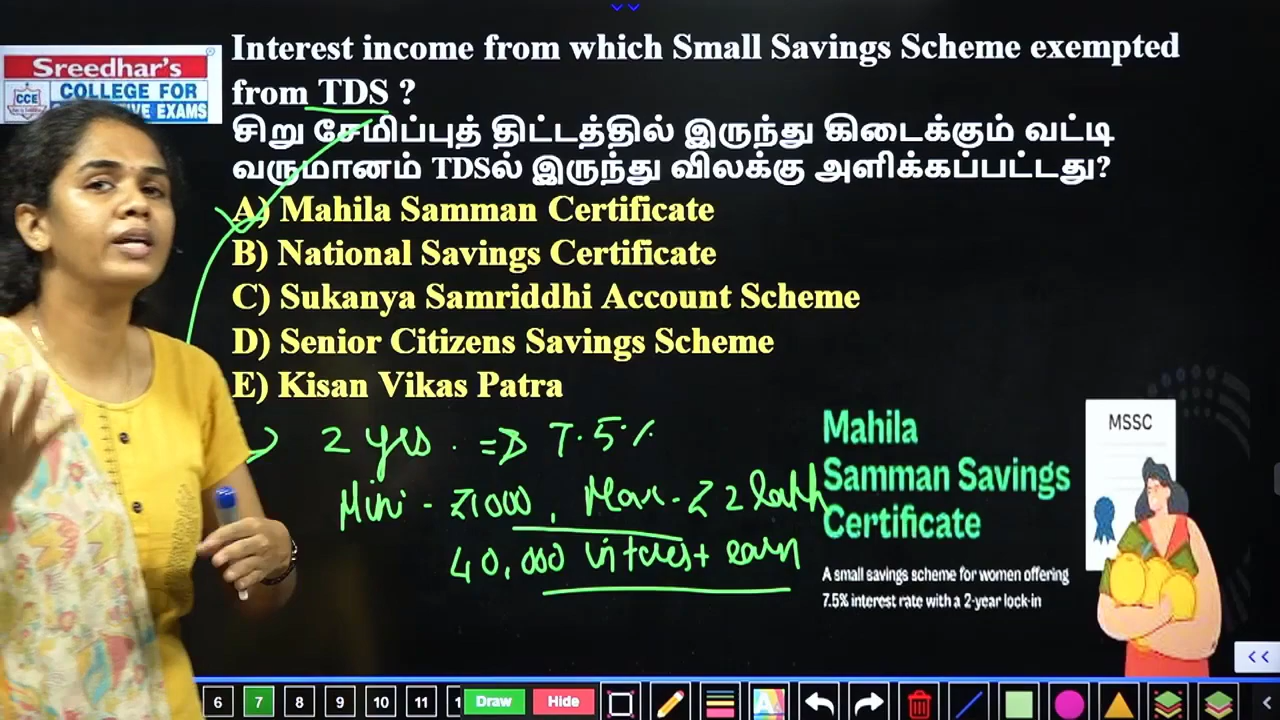 Sreedhar's
CCE
COLLEGE FOR
COMPETITIVE EXAMS
Interest income from which Small Savings Scheme exempted
from TDS ?
சிறு சேமிப்புத் திட்டத்தில் இருந்து கிடைக்கும் வட்டி
வருமானம் TDSல் இருந்து விலக்கு அளிக்கப்பட்டது?
A) Mahila Samman Certificate
B) National Savings Certificate
C) Sukanya Samriddhi Account Scheme
D) Senior Citizens Savings Scheme
E) Kisan Vikas Patra
2 yrs. => 7.5%
Mini - ₹1000, Max - ₹ 2 lakh
40,000 interest earn
Mahila
Samman Savings
Certificate
A small savings scheme for women offering
7.5% interest rate with a 2-year lock-in
MSSC
6 7 8 9 10 11 1 Draw Hide A